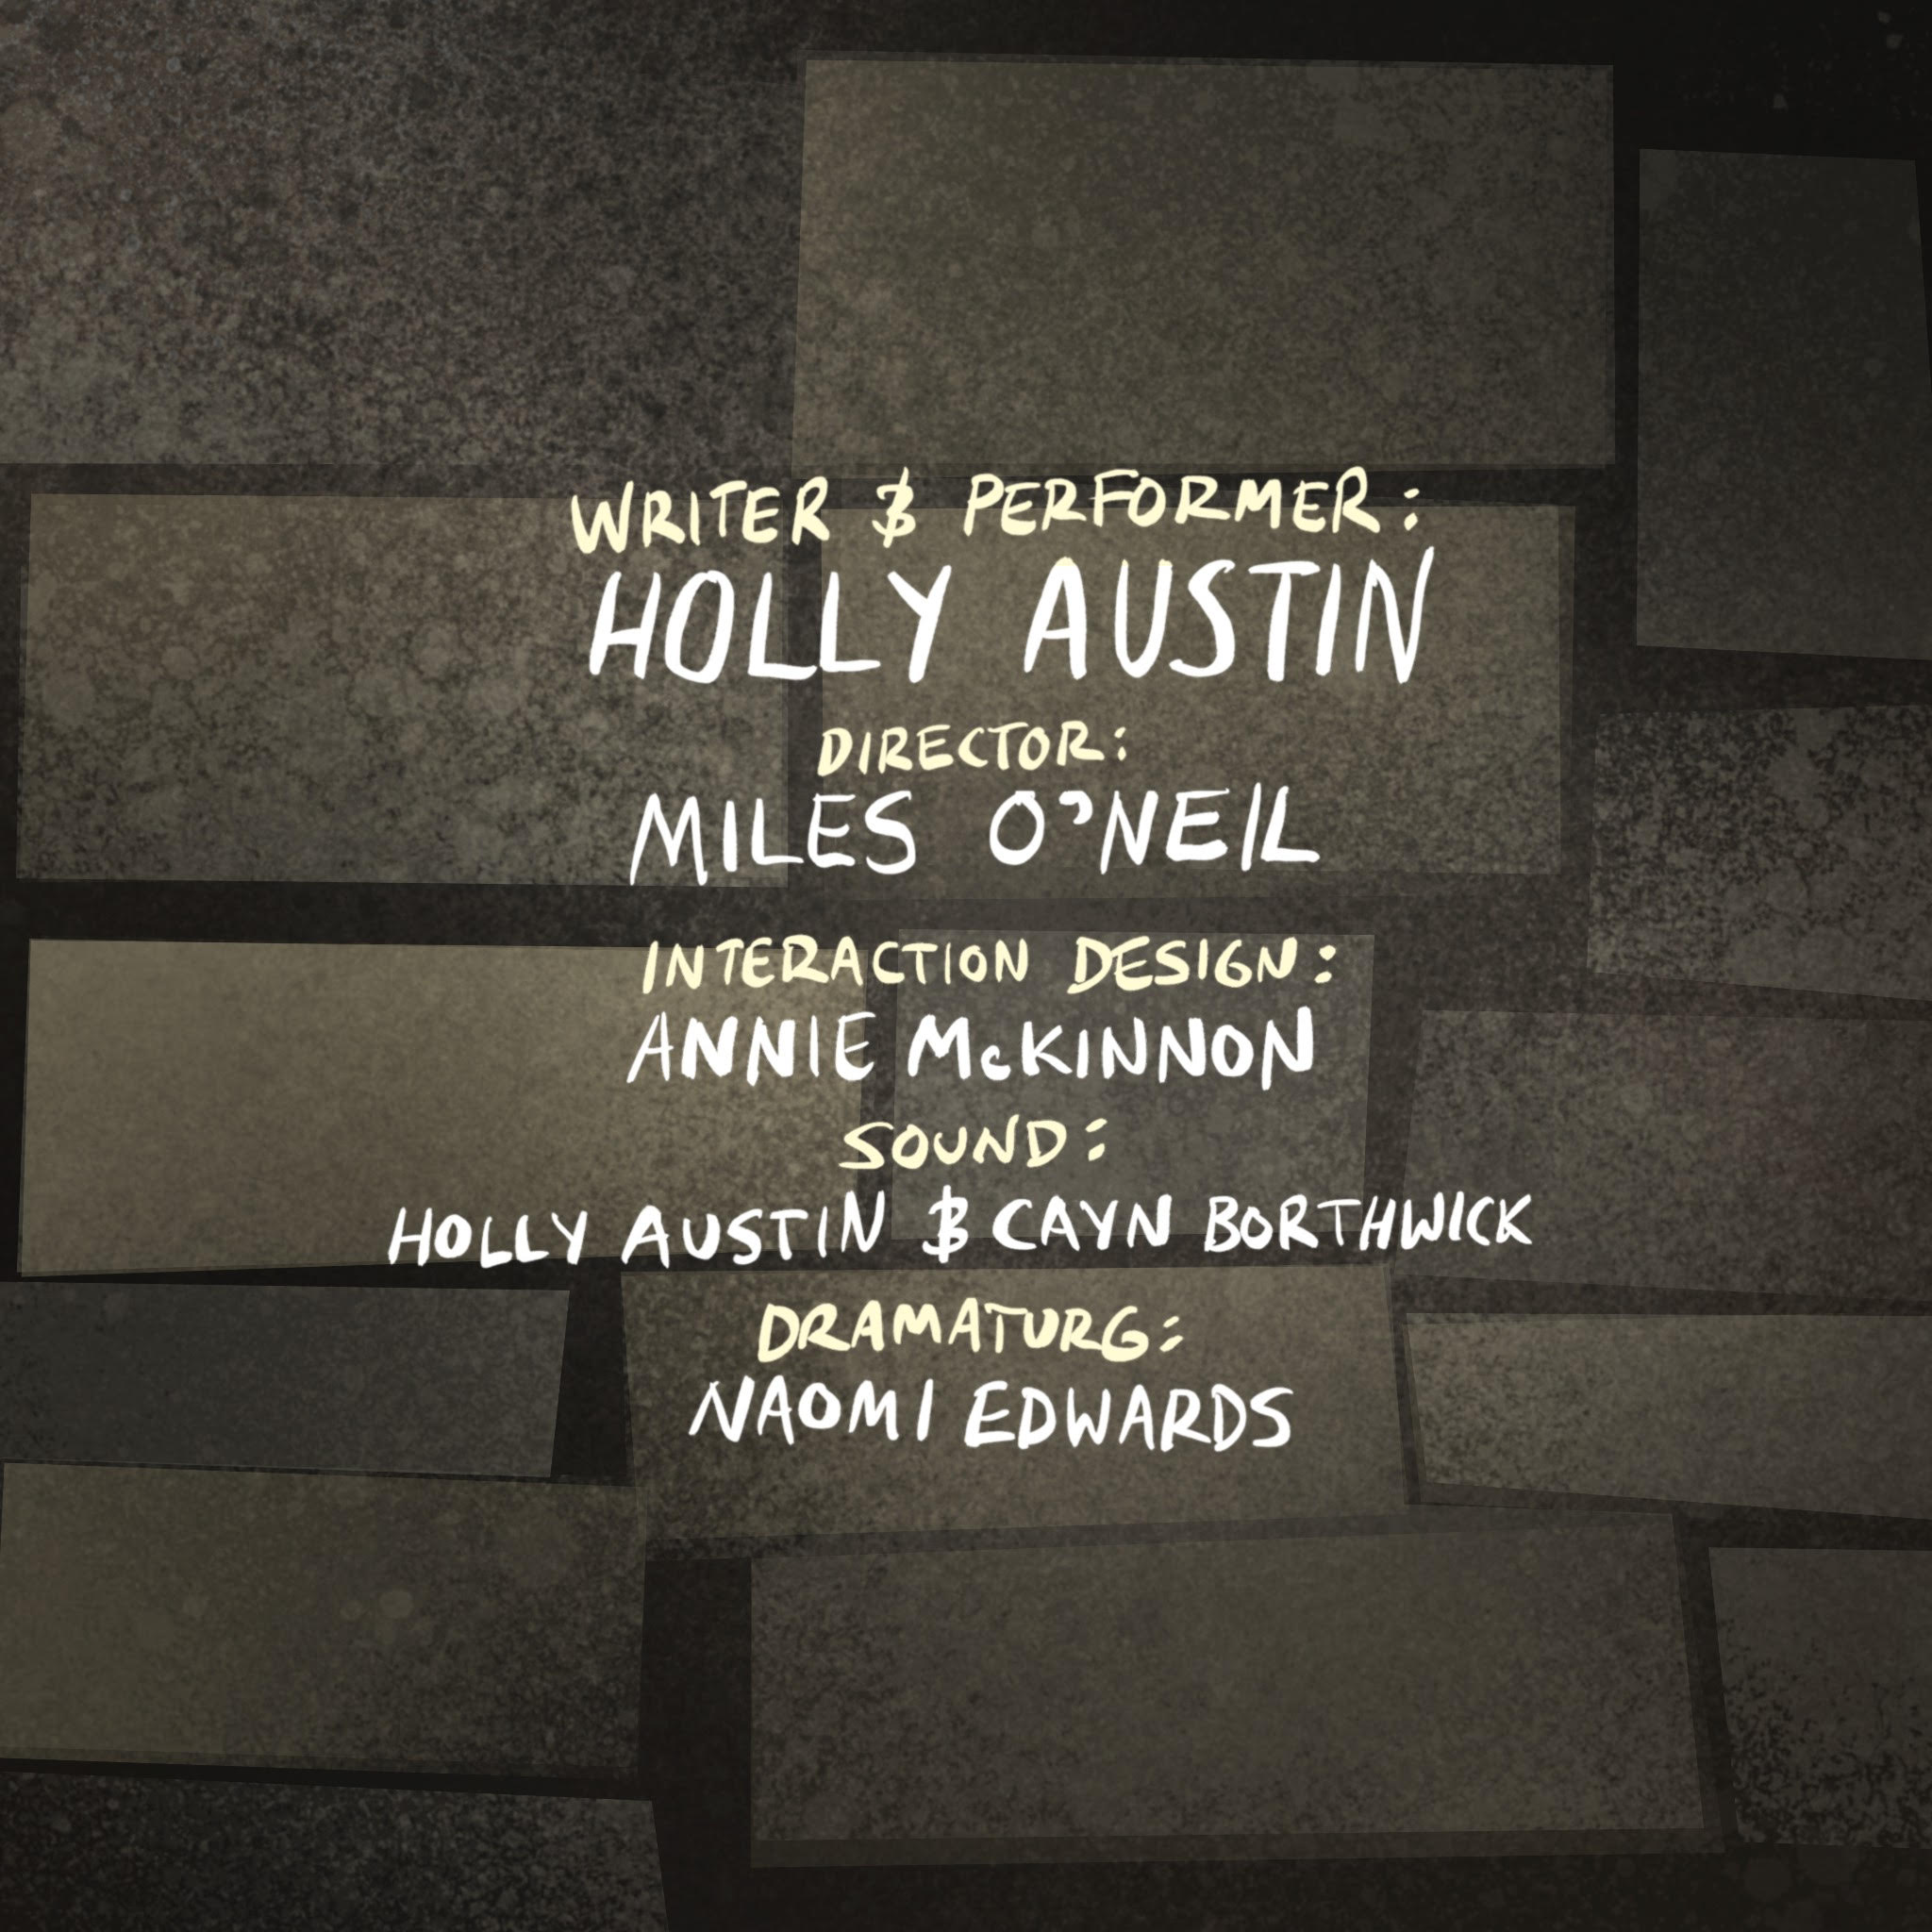 WRITER & PERFORMER:
HOLLY AUSTIN
DIRECTOR:
MILES O'NEIL
INTERACTION DESIGN:
ANNIE McKINNON
SOUND:
HOLLY AUSTIN & CAYN BORTHWICK
DRAMATURG:
NAOMI EDWARDS